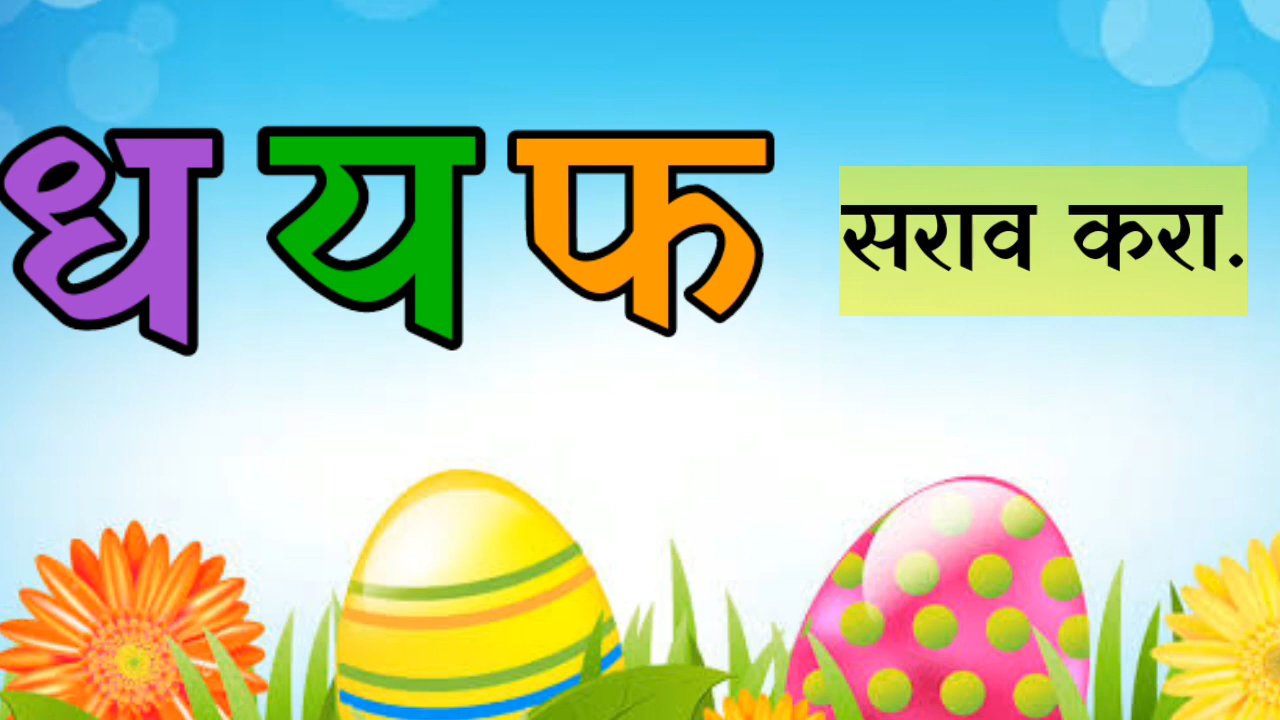 ध य फ सराव करा.